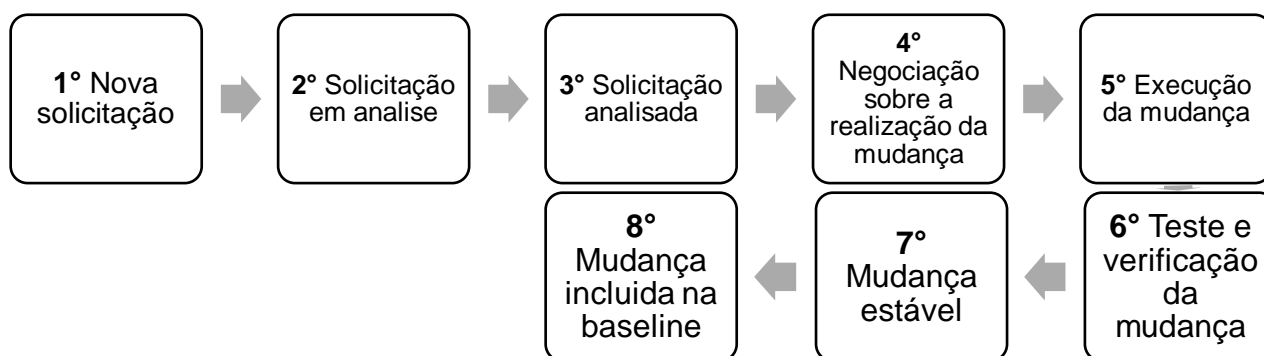 1° Nova
solicitação
2° Solicitação
em analise
3° Solicitação
analisada
4°
Negociação
sobre a
realização da
mudança
5° Execução
da mudança
6° Teste e
verificação
da
mudança
7°
Mudança
estável
8°
Mudança
incluida na
baseline